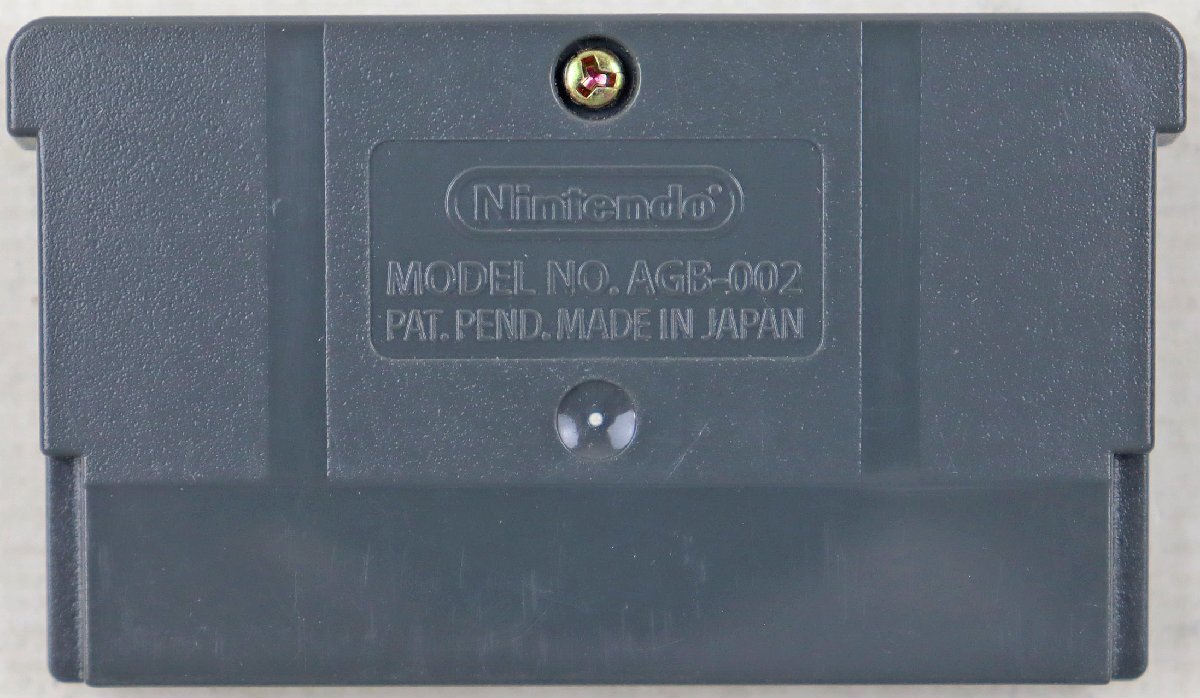 Nintendo®
MODEL NO. AGB-002
PAT. PEND. MADE IN JAPAN